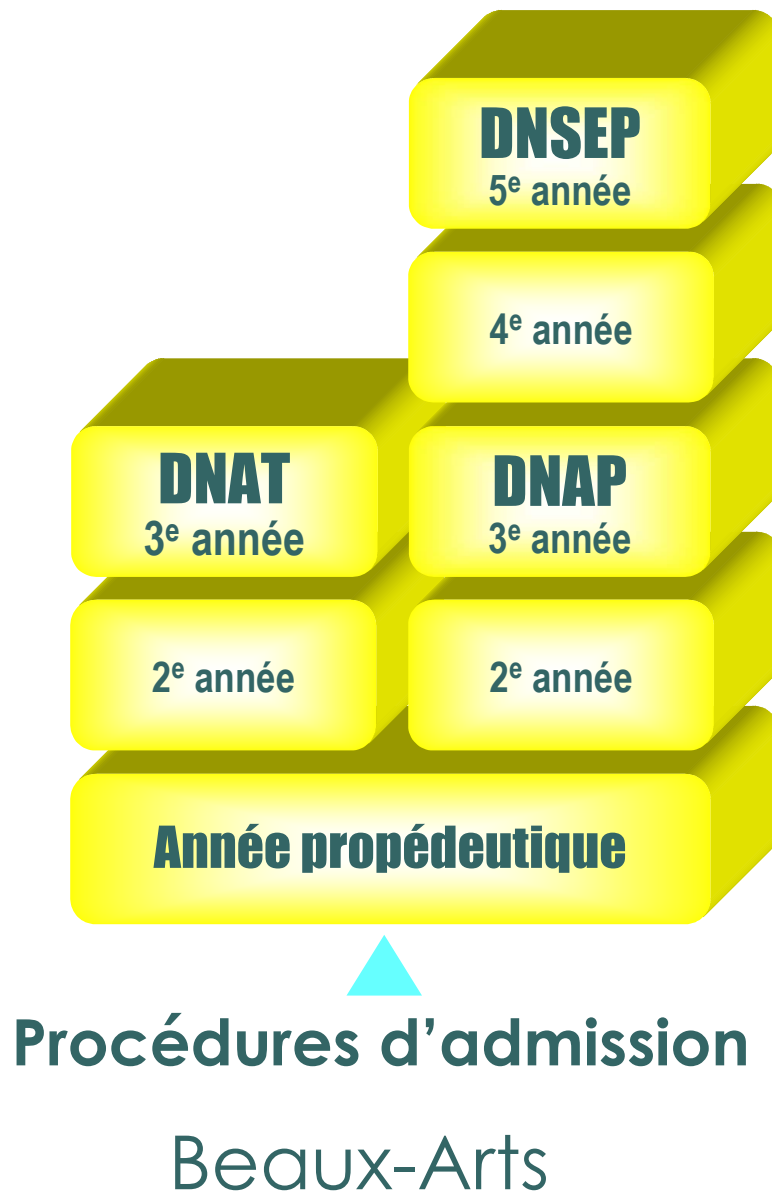 DNSEP
5e année
4e année
DNAT
3e année
DNAP
3e année
2e année
2e année
Année propédeutique
Procédures d’admission
Beaux-Arts